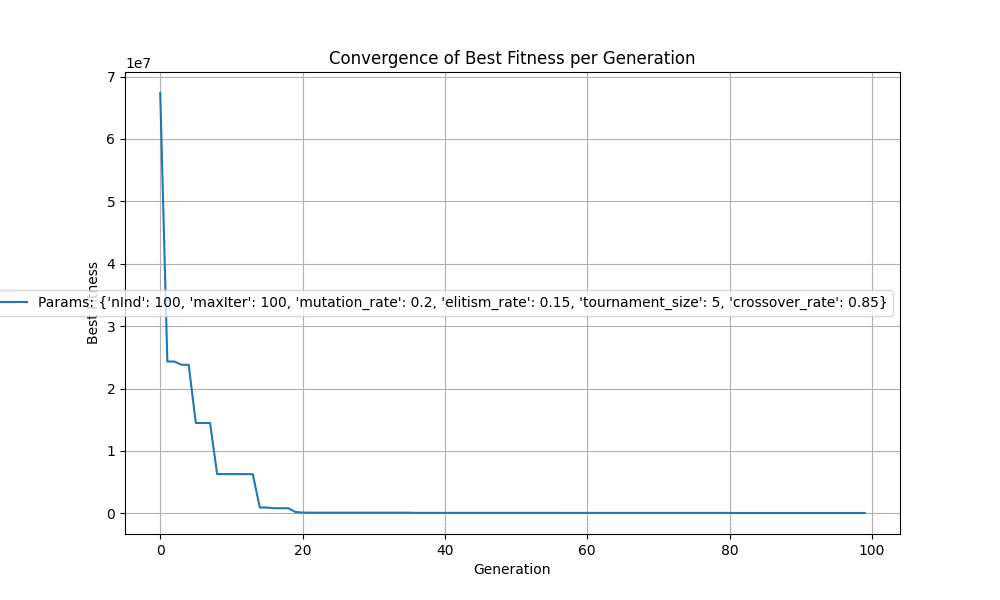 Convergence of Best Fitness per Generation
1e7
7
6
5
4
3
2
1
0
Best Fitness
Params: {'nInd': 100, 'maxIter': 100, 'mutation_rate': 0.2, 'elitism_rate': 0.15, 'tournament_size': 5, 'crossover_rate': 0.85}
0 20 40 60 80 100
Generation